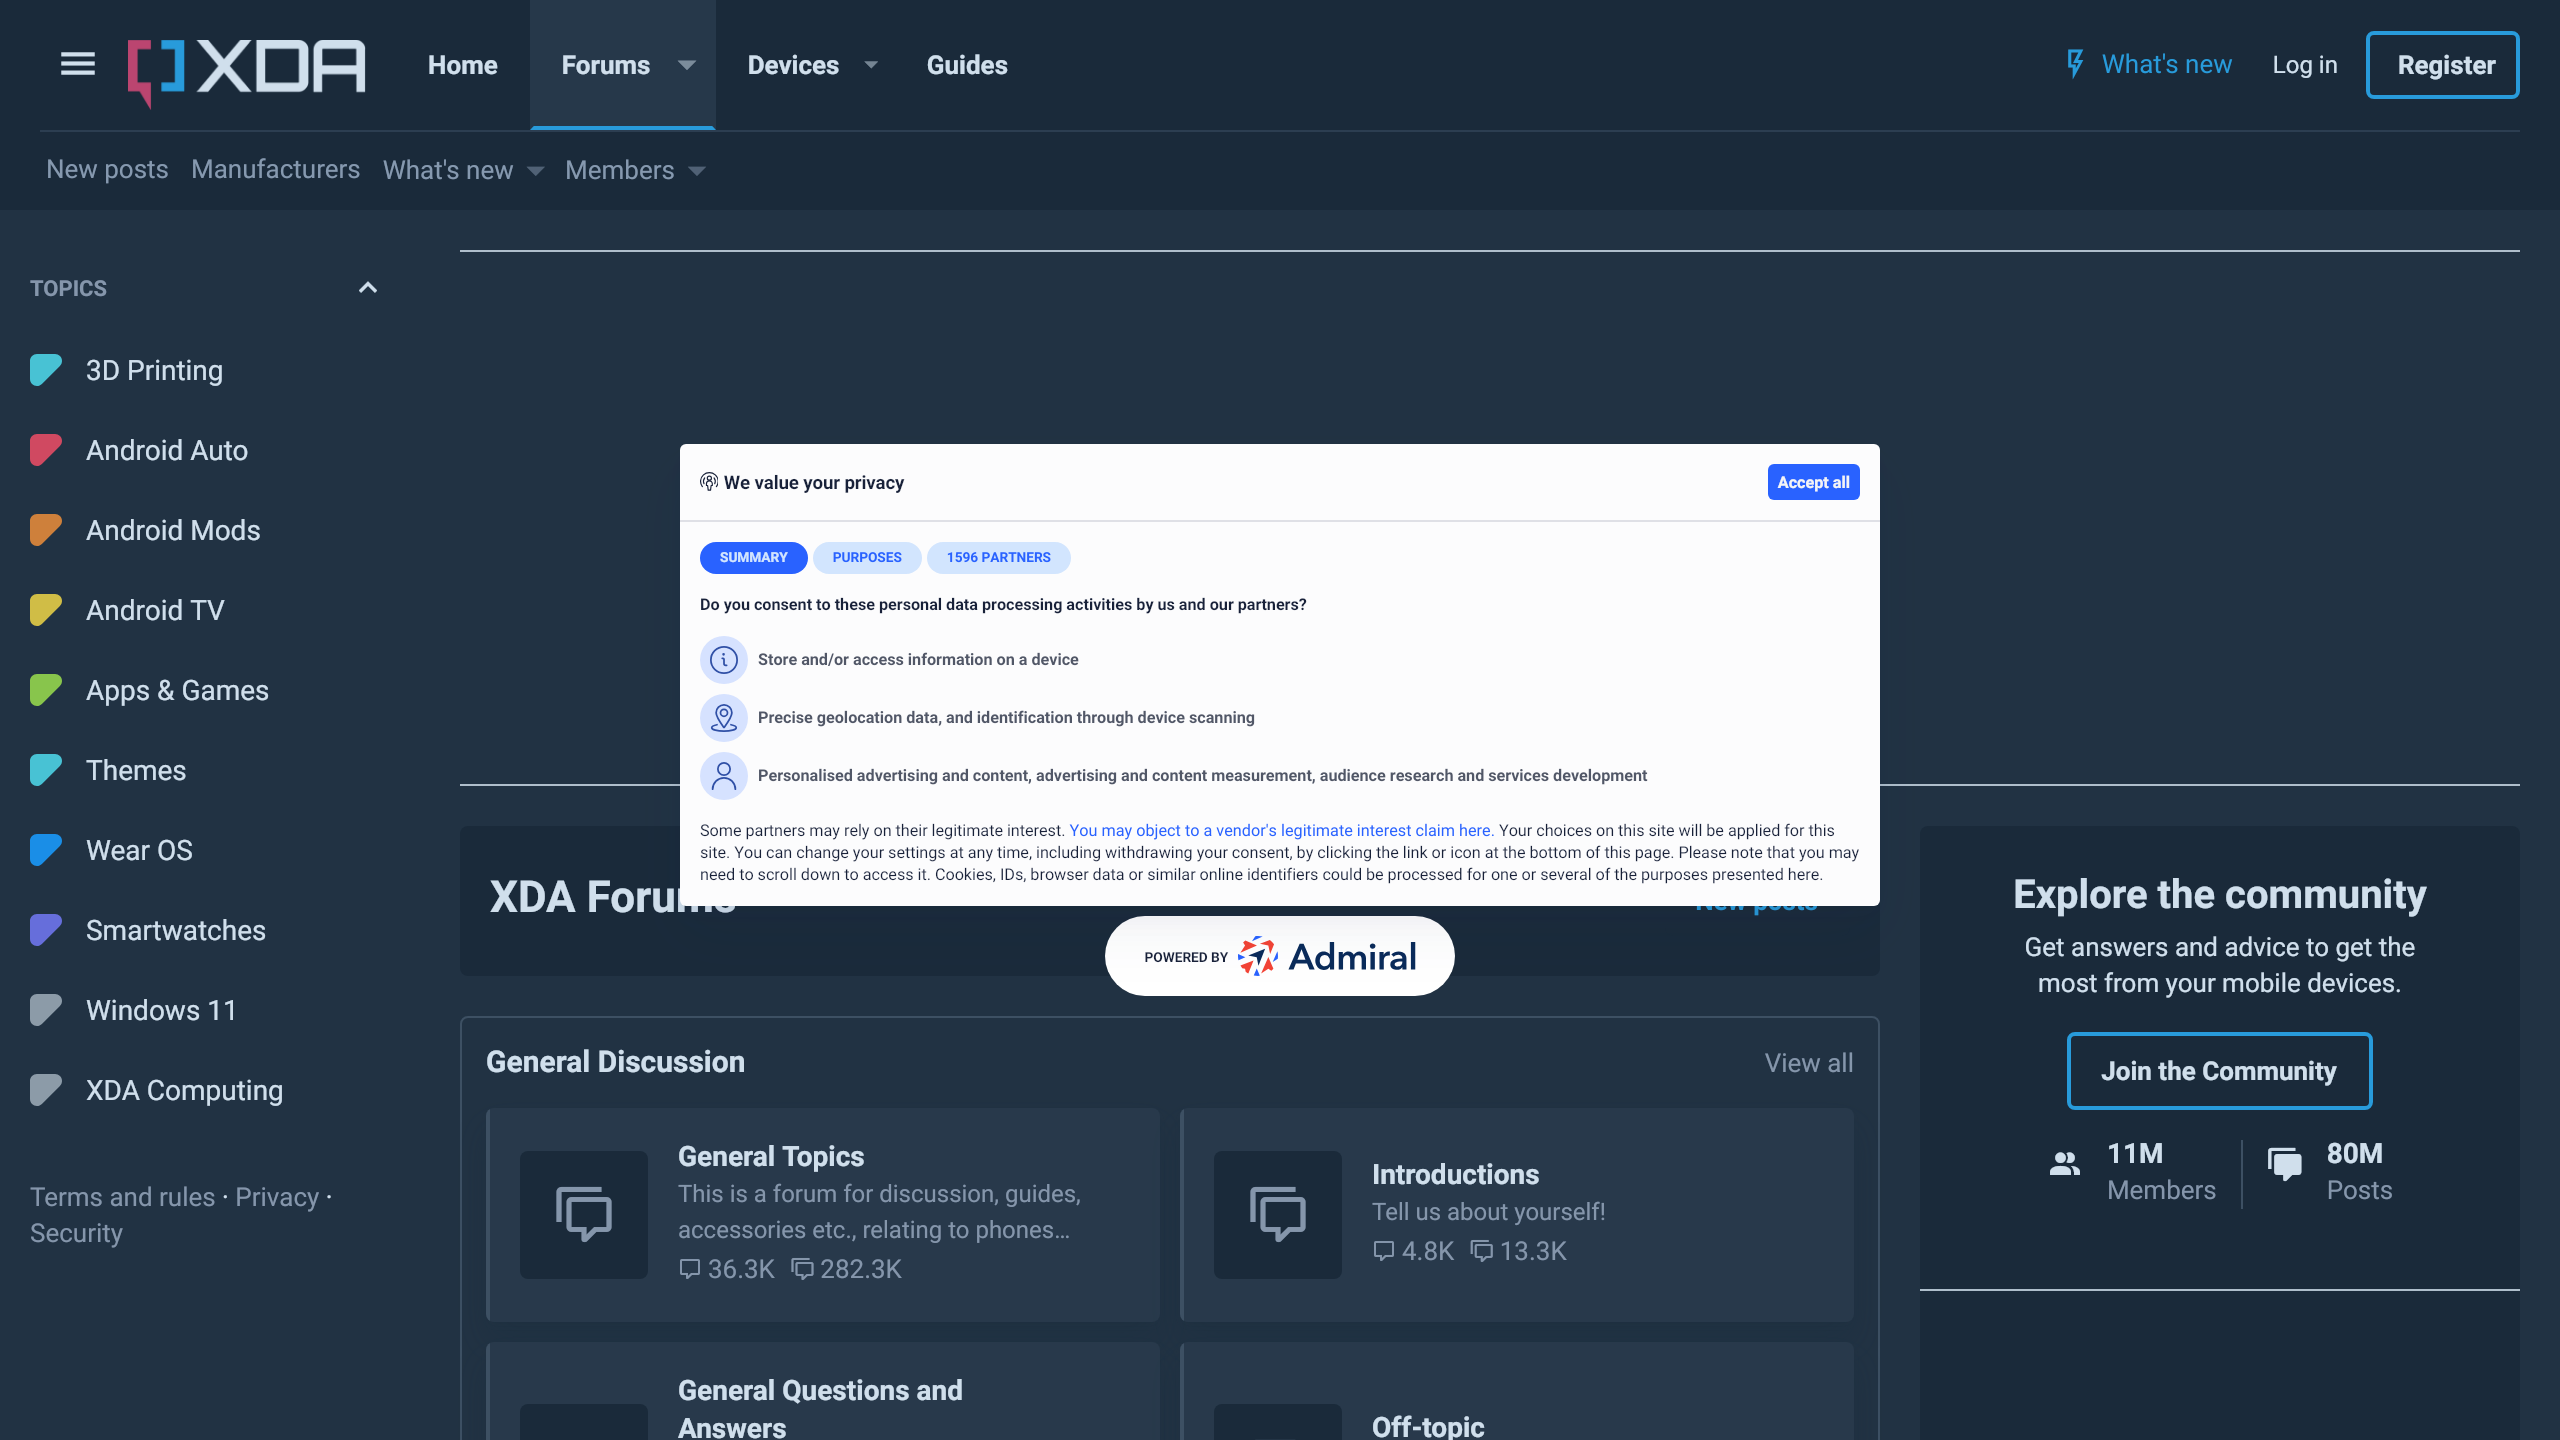 XDA
Home
Forums
Devices
Guides
What's new
Log in
Register
New posts
Manufacturers
What's new
Members
TOPICS
3D Printing
Android Auto
Android Mods
Android TV
Apps & Games
Themes
Wear OS
Smartwatches
Windows 11
XDA Computing
Terms and rules · Privacy ·
Security
We value your privacy
Accept all
SUMMARY
PURPOSES
1596 PARTNERS
Do you consent to these personal data processing activities by us and our partners?
Store and/or access information on a device
Precise geolocation data, and identification through device scanning
Personalised advertising and content, advertising and content measurement, audience research and services development
Some partners may rely on their legitimate interest. You may object to a vendor's legitimate interest claim here. Your choices on this site will be applied for this
site. You can change your settings at any time, including withdrawing your consent, by clicking the link or icon at the bottom of this page. Please note that you may
need to scroll down to access it. Cookies, IDs, browser data or similar online identifiers could be processed for one or several of the purposes presented here.
POWERED BY Admiral
XDA Forums
New posts
General Discussion
View all
General Topics
This is a forum for discussion, guides,
accessories etc., relating to phones...
36.3K 282.3K
Introductions
Tell us about yourself!
4.8K 13.3K
General Questions and
Answers
Off-topic
Explore the community
Get answers and advice to get the
most from your mobile devices.
Join the Community
11M
Members
80M
Posts